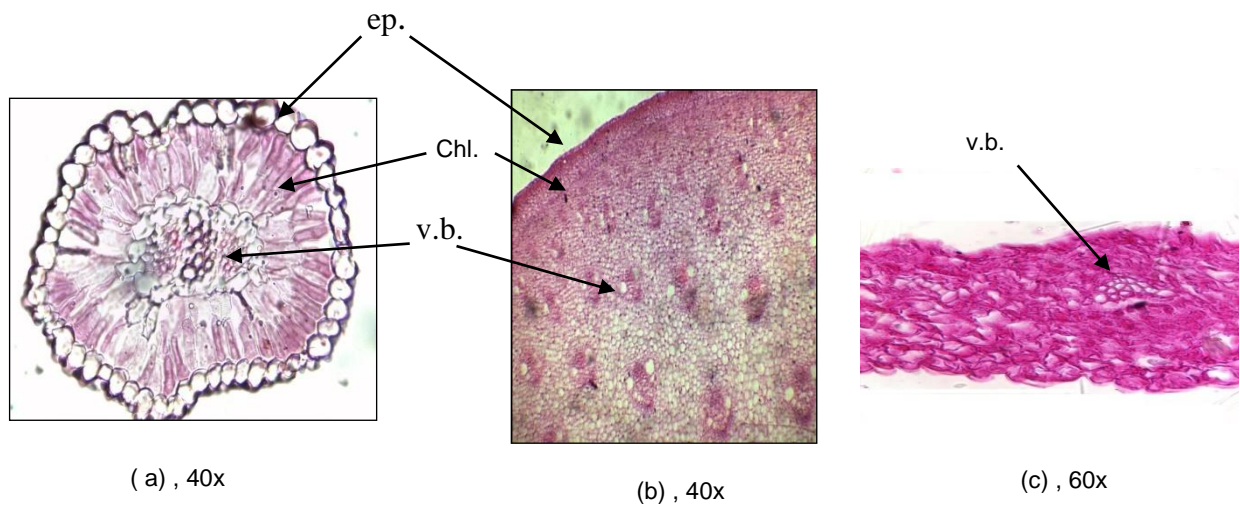 ep.
Chl.
v.b.
v.b.
( a) , 40x
(b) , 40x
(c) , 60x